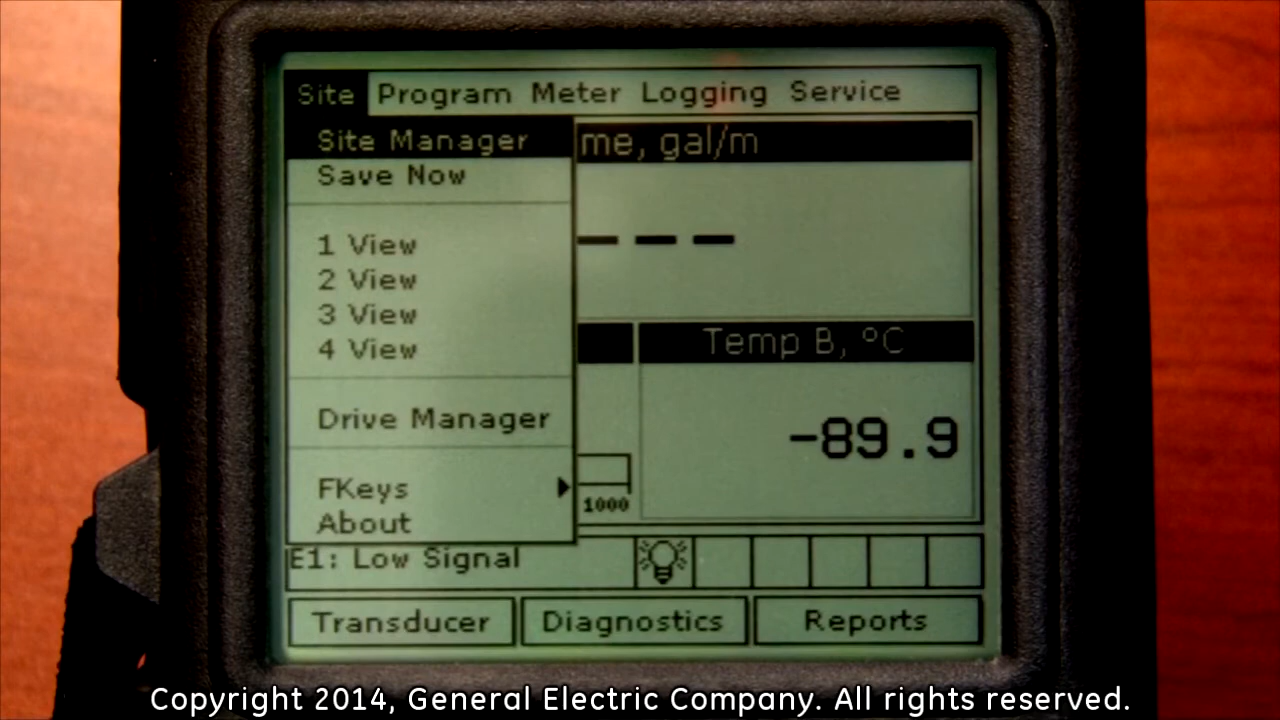 Site Program Meter Logging Service
Site Manager
me, gal/m
Save Now
1 View
2 View
3 View
4 View
Temp B, ºC
Drive Manager
-89.9
FKeys
1000
About
E1: Low Signal
Transducer Diagnostics Reports
Copyright 2014, General Electric Company. All rights reserved.